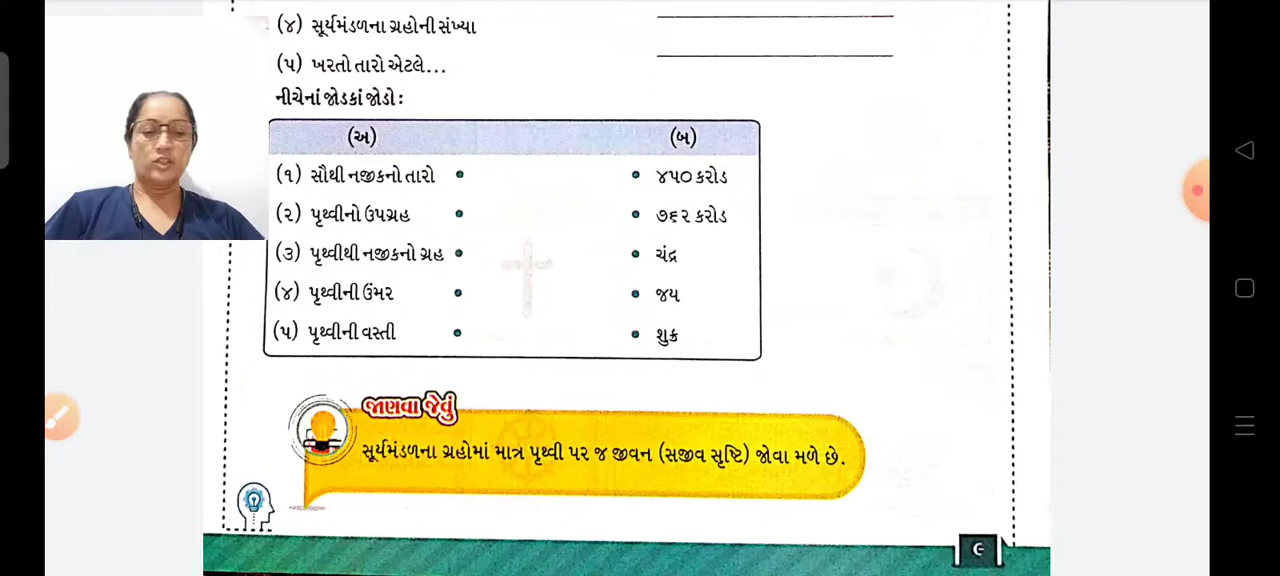 (૪) સૂર્યમંડળના ગ્રહોની સંખ્યા
(૫) ખરતો તારો એટલે...
નીચેનાં જોડકાં જોડો :
(અ) (બ)
(૧) સૌથી નજીકનો તારો • • ૪૫૦ કરોડ
(૨) પૃથ્વીનો ઉપગ્રહ • • ૭૬૨ કરોડ
(૩) પૃથ્વીથી નજીકનો ગ્રહ • • ચંદ્ર
(૪) પૃથ્વીની ઉંમર • • જય
(૫) પૃથ્વીની વસ્તી • • શુક્ર
જાણવા જેવું
સૂર્યમંડળના ગ્રહોમાં માત્ર પૃથ્વી પર જ જીવન (સજીવ સૃષ્ટિ) જોવા મળે છે.
૯